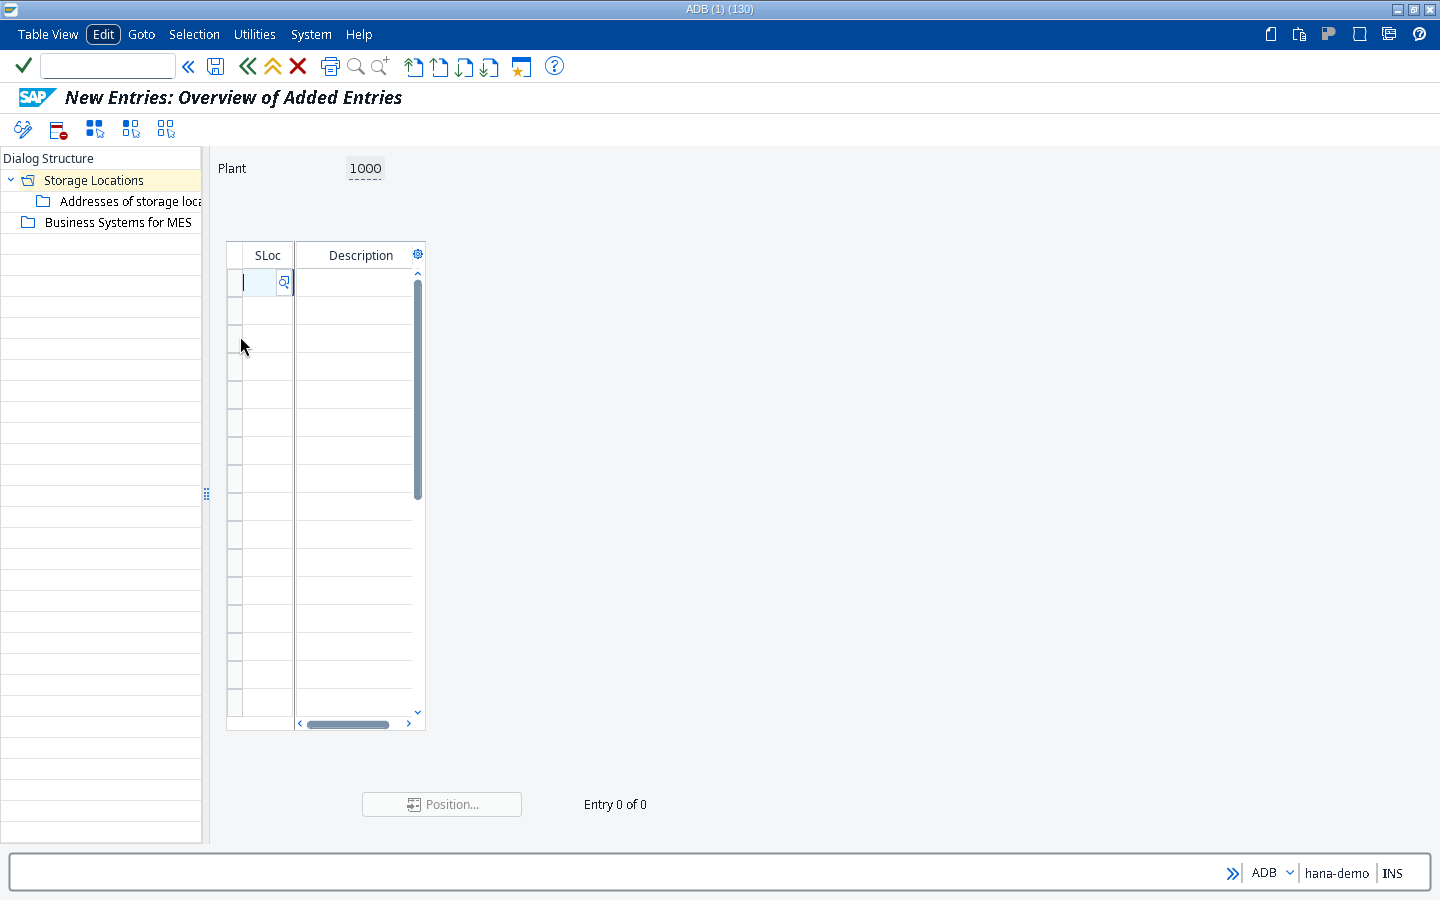 ADB (1) (130)
Table View Edit Goto Selection Utilities System Help
SAP New Entries: Overview of Added Entries
Dialog Structure
Storage Locations
Addresses of storage loca
Business Systems for MES
Plant 1000
SLoc Description
Position...
Entry 0 of 0
ADB hana-demo INS